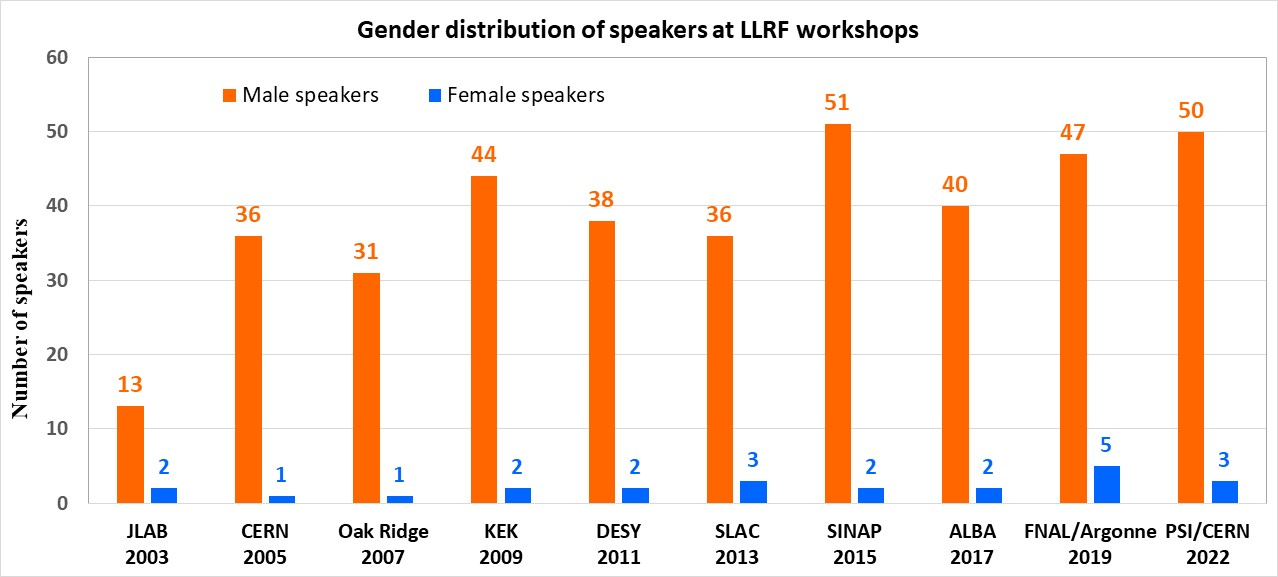 Gender distribution of speakers at LLRF workshops
Male speakers
Female speakers
Number of speakers
60
50
40
30
20
10
0
13
2
36
1
31
1
44
2
38
2
36
3
51
2
40
2
47
5
50
3
JLAB
2003
CERN
2005
Oak Ridge
2007
KEK
2009
DESY
2011
SLAC
2013
SINAP
2015
ALBA
2017
FNAL/Argonne
2019
PSI/CERN
2022